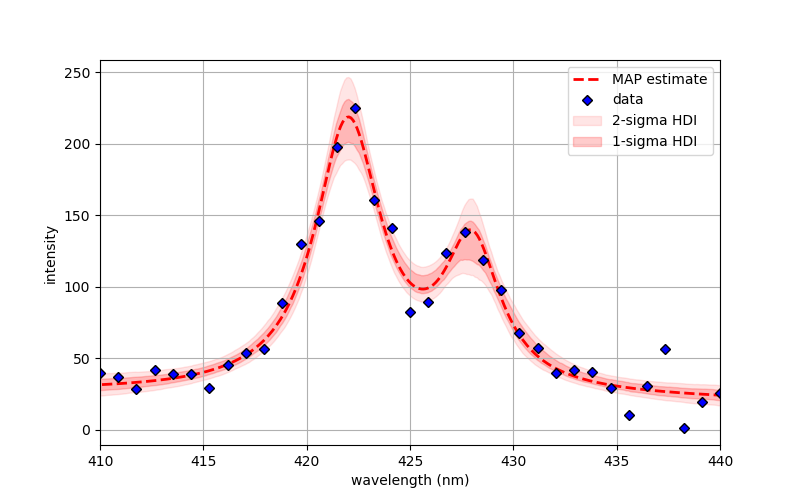 250
200
150
100
50
0
intensity
MAP estimate
data
2-sigma HDI
1-sigma HDI
410 415 420 425 430 435 440
wavelength (nm)